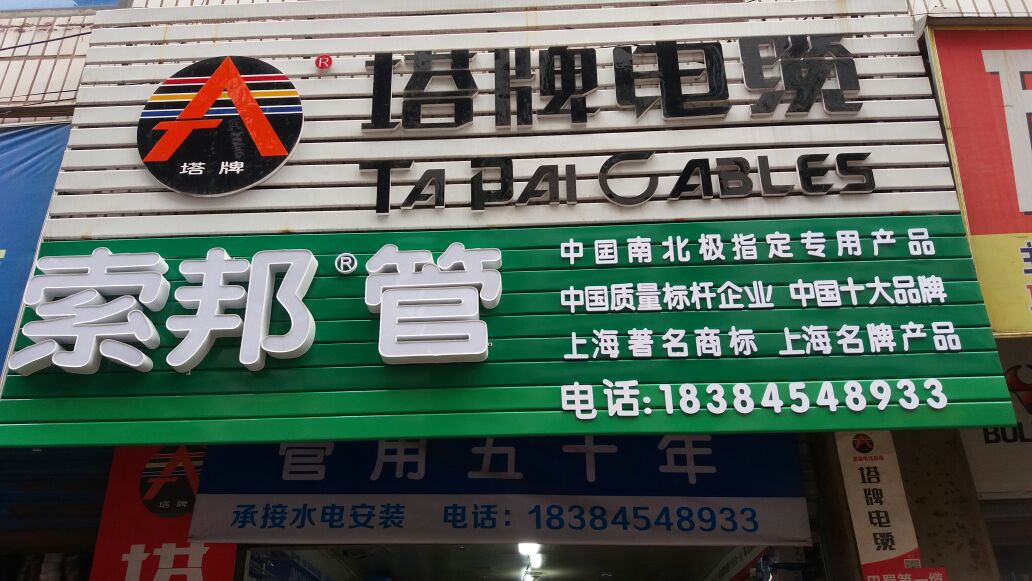 塔牌电缆
®
塔牌
TAPAI CABLES
索邦®管
中国南北极指定专用产品
中国质量标杆企业 中国十大品牌
上海著名商标 上海名牌产品
电话:18384548933
管用五十年
承接水电安装 电话：18384548933
塔牌
塔
塔牌电缆